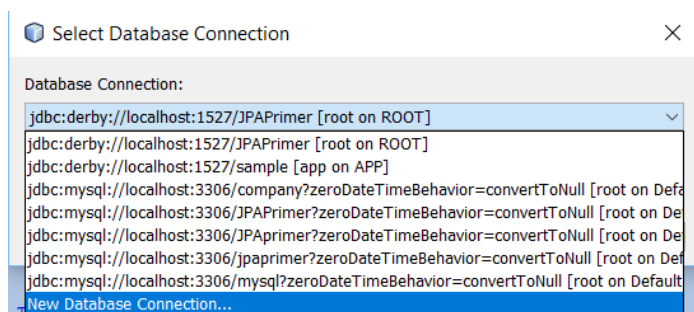 Select Database Connection
Database Connection:
jdbc:derby://localhost:1527/JPAPrimer [root on ROOT]
jdbc:derby://localhost:1527/JPAPrimer [root on ROOT]
jdbc:derby://localhost:1527/sample [app on APP]
jdbc:mysql://localhost:3306/company?zeroDateTimeBehavior=convertToNull [root on Defa
jdbc:mysql://localhost:3306/JPAPrimer?zeroDateTimeBehavior=convertToNull [root on De
jdbc:mysql://localhost:3306/JPAprimer?zeroDateTimeBehavior=convertToNull [root on De
jdbc:mysql://localhost:3306/jpaprimer?zeroDateTimeBehavior=convertToNull [root on Def
jdbc:mysql://localhost:3306/mysql?zeroDateTimeBehavior=convertToNull [root on Default
New Database Connection...